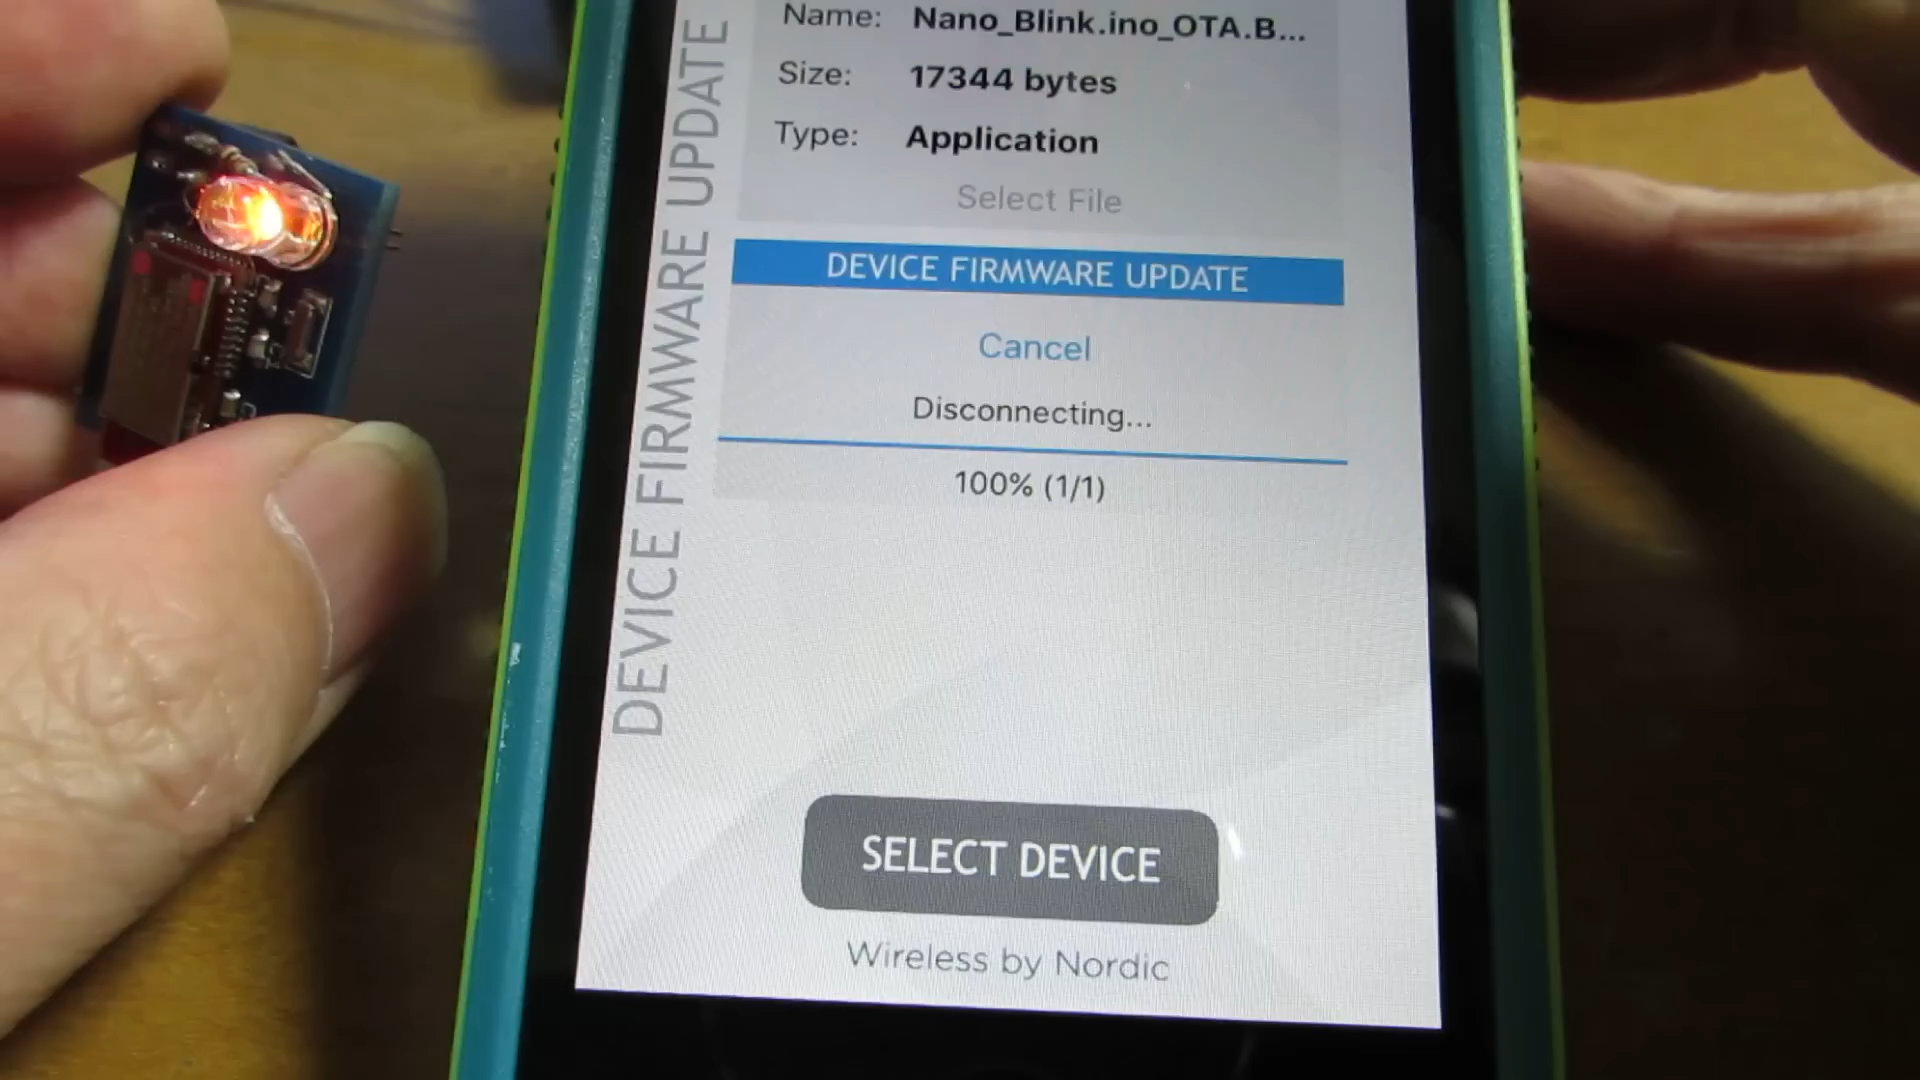 DEVICE FIRMWARE UPDATE
Name: Nano_Blink.ino_OTA.B...
Size: 17344 bytes
Type: Application
Select File
DEVICE FIRMWARE UPDATE
Cancel
Disconnecting...
100% (1/1)
SELECT DEVICE
Wireless by Nordic